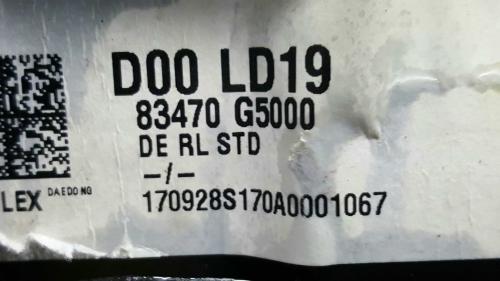 D00 LD19
83470 G5000
DE RL STD
-/-
LEX DAEDONG
170928S170A0001067